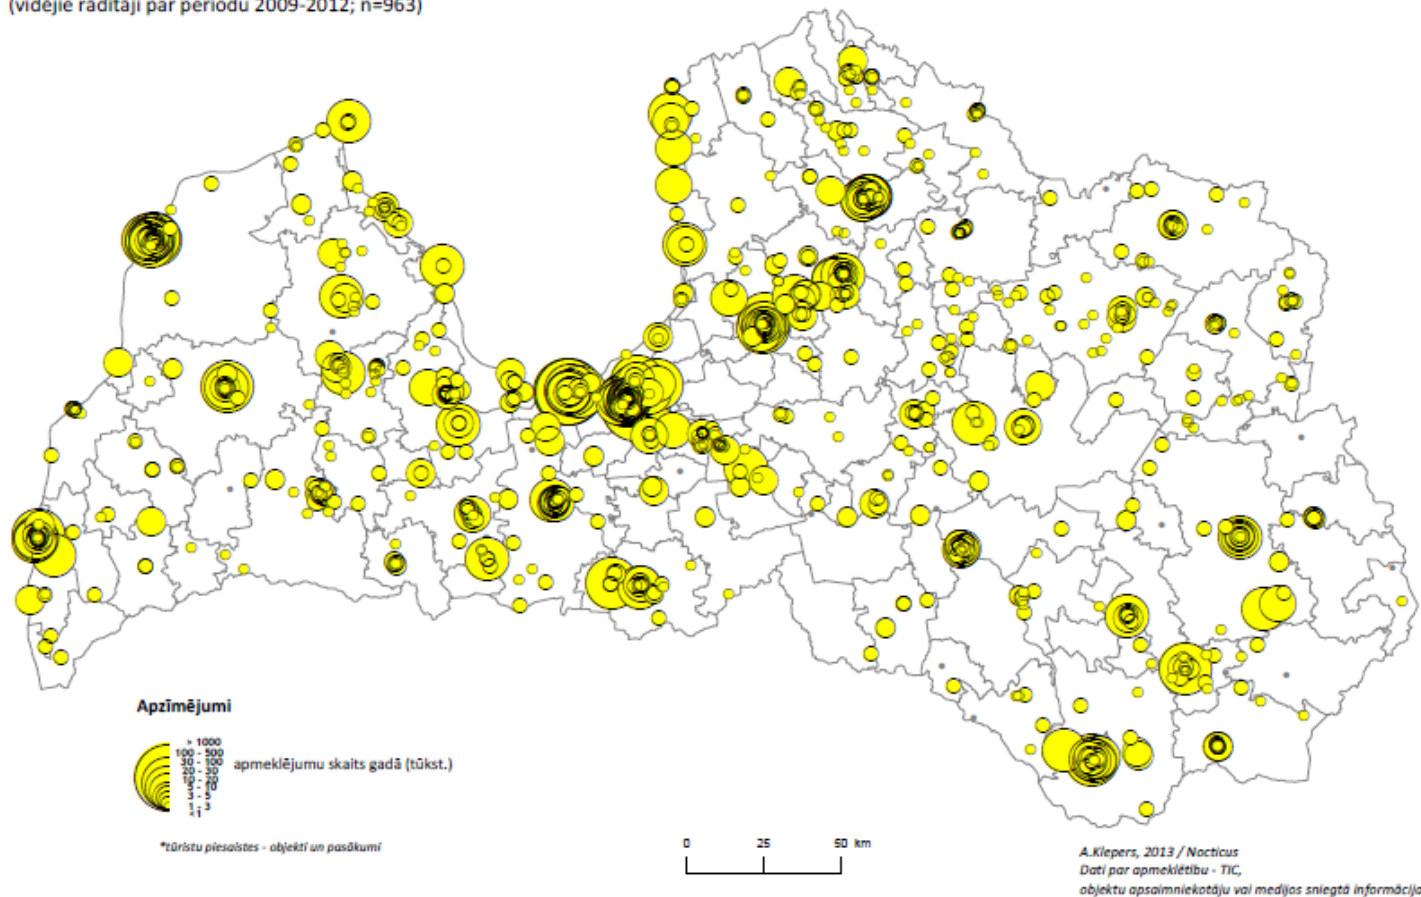 (vidējie rādītāji par periodu 2009-2012; n=963)
Apzīmējumi
> 1000
100 - 500
30 - 100
20 - 30
10 - 20
5 - 10
3 - 5
1 - 3
<1
apmeklējumu skaits gadā (tūkst.)
*tūristu piesaistes - objekti un pasākumi
0 25 50 km
A.Klepers, 2013 / Nocticus
Dati par apmeklētību - TIC,
objektu apsaimniekotāju vai medijos sniegtā informācija